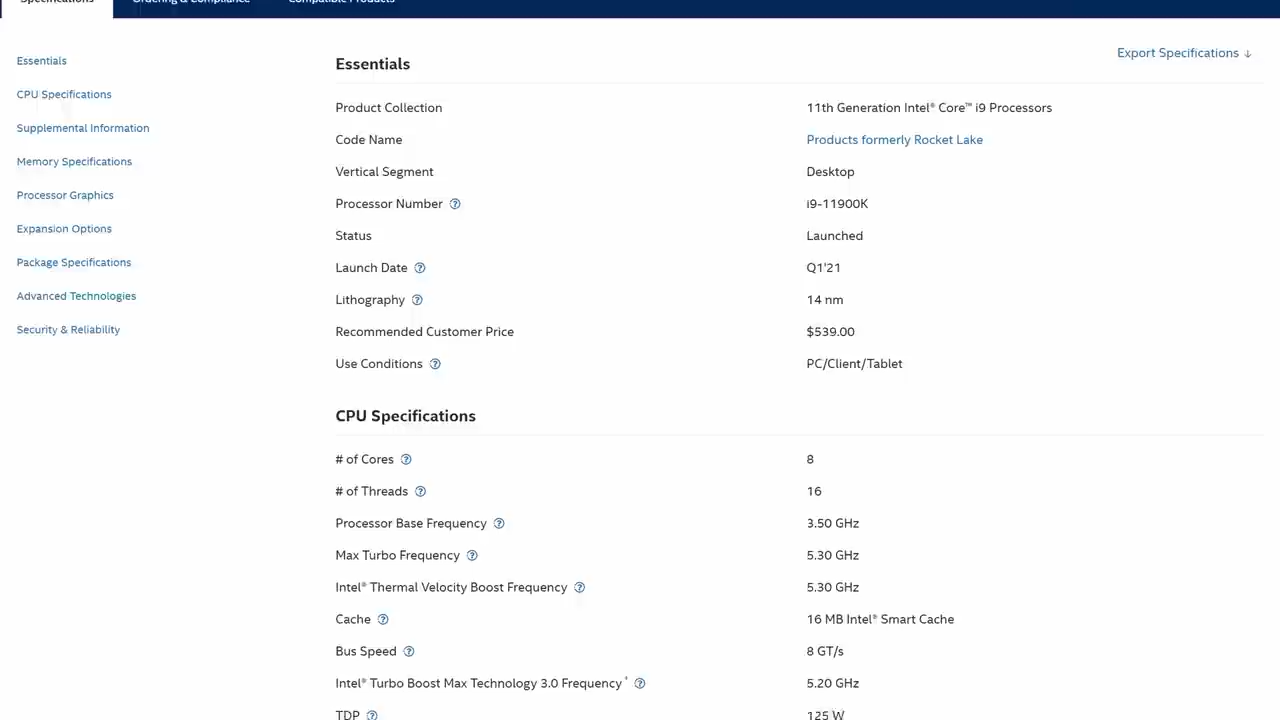 Specifications Ordering & Compliance Compatible Products
Export Specifications ↓
Essentials
CPU Specifications
Supplemental Information
Memory Specifications
Processor Graphics
Expansion Options
Package Specifications
Advanced Technologies
Security & Reliability
Essentials
Product Collection 11th Generation Intel® Core™ i9 Processors
Code Name Products formerly Rocket Lake
Vertical Segment Desktop
Processor Number ? i9-11900K
Status Launched
Launch Date ? Q1'21
Lithography ? 14 nm
Recommended Customer Price $539.00
Use Conditions ? PC/Client/Tablet
CPU Specifications
# of Cores ? 8
# of Threads ? 16
Processor Base Frequency ? 3.50 GHz
Max Turbo Frequency ? 5.30 GHz
Intel® Thermal Velocity Boost Frequency ? 5.30 GHz
Cache ? 16 MB Intel® Smart Cache
Bus Speed ? 8 GT/s
Intel® Turbo Boost Max Technology 3.0 Frequency ‡ ? 5.20 GHz
TDP ? 125 W